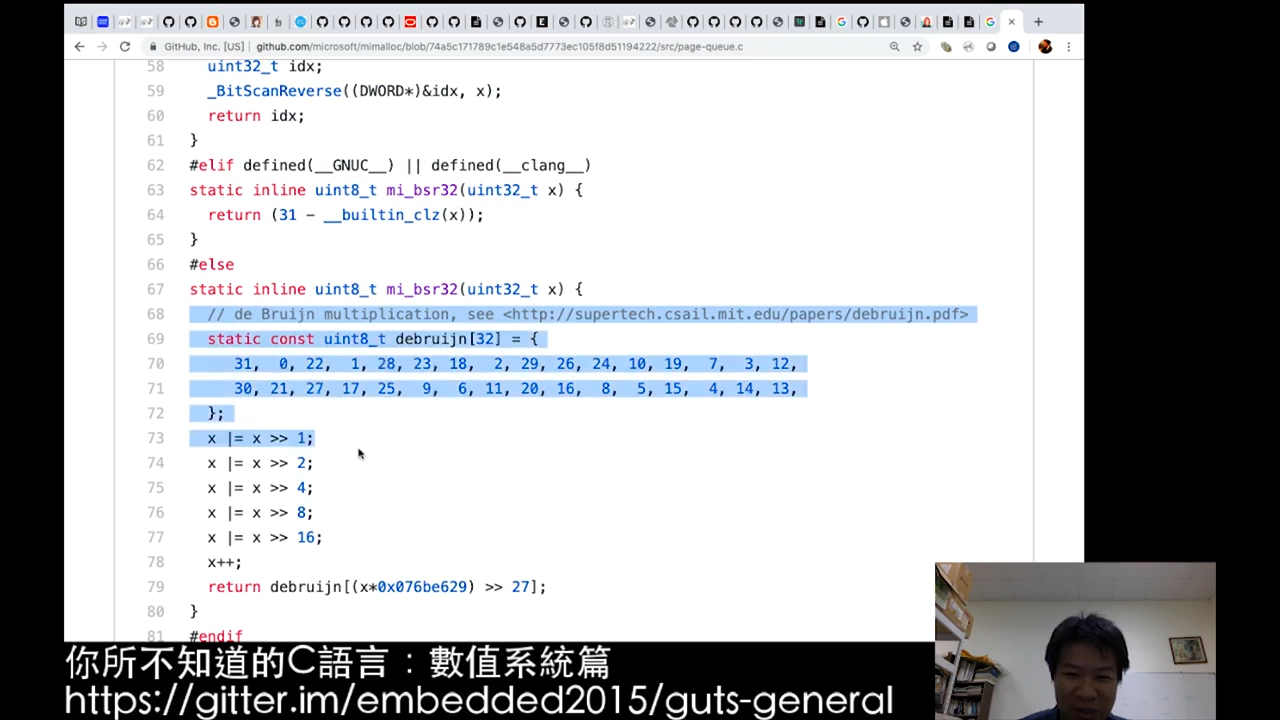 GitHub, Inc. [US] | github.com/microsoft/mimalloc/blob/74a5c171789c1e548a5d7773ec105f8d51194222/src/page-queue.c
58 uint32_t idx;
59 _BitScanReverse((DWORD*)&idx, x);
60 return idx;
61 }
62 #elif defined(__GNUC__) || defined(__clang__)
63 static inline uint8_t mi_bsr32(uint32_t x) {
64 return (31 - __builtin_clz(x));
65 }
66 #else
67 static inline uint8_t mi_bsr32(uint32_t x) {
68 // de Bruijn multiplication, see <http://supertech.csail.mit.edu/papers/debruijn.pdf>
69 static const uint8_t debruijn[32] = {
70 31, 0, 22, 1, 28, 23, 18, 2, 29, 26, 24, 10, 19, 7, 3, 12,
71 30, 21, 27, 17, 25, 9, 6, 11, 20, 16, 8, 5, 15, 4, 14, 13,
72 };
73 x |= x >> 1;
74 x |= x >> 2;
75 x |= x >> 4;
76 x |= x >> 8;
77 x |= x >> 16;
78 x++;
79 return debruijn[(x*0x076be629) >> 27];
80 }
81 #endif
你所不知道的C語言：數值系統篇
https://gitter.im/embedded2015/guts-general